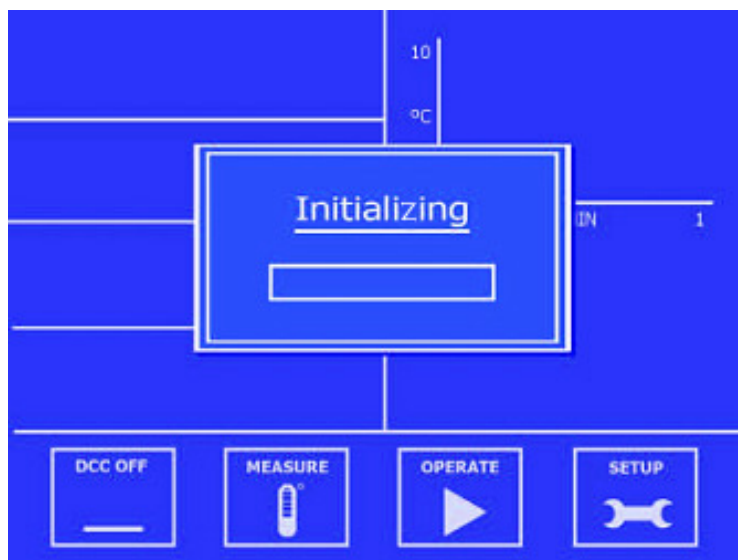 10
°C
Initializing
IN 1
DCC OFF
MEASURE
OPERATE
SETUP